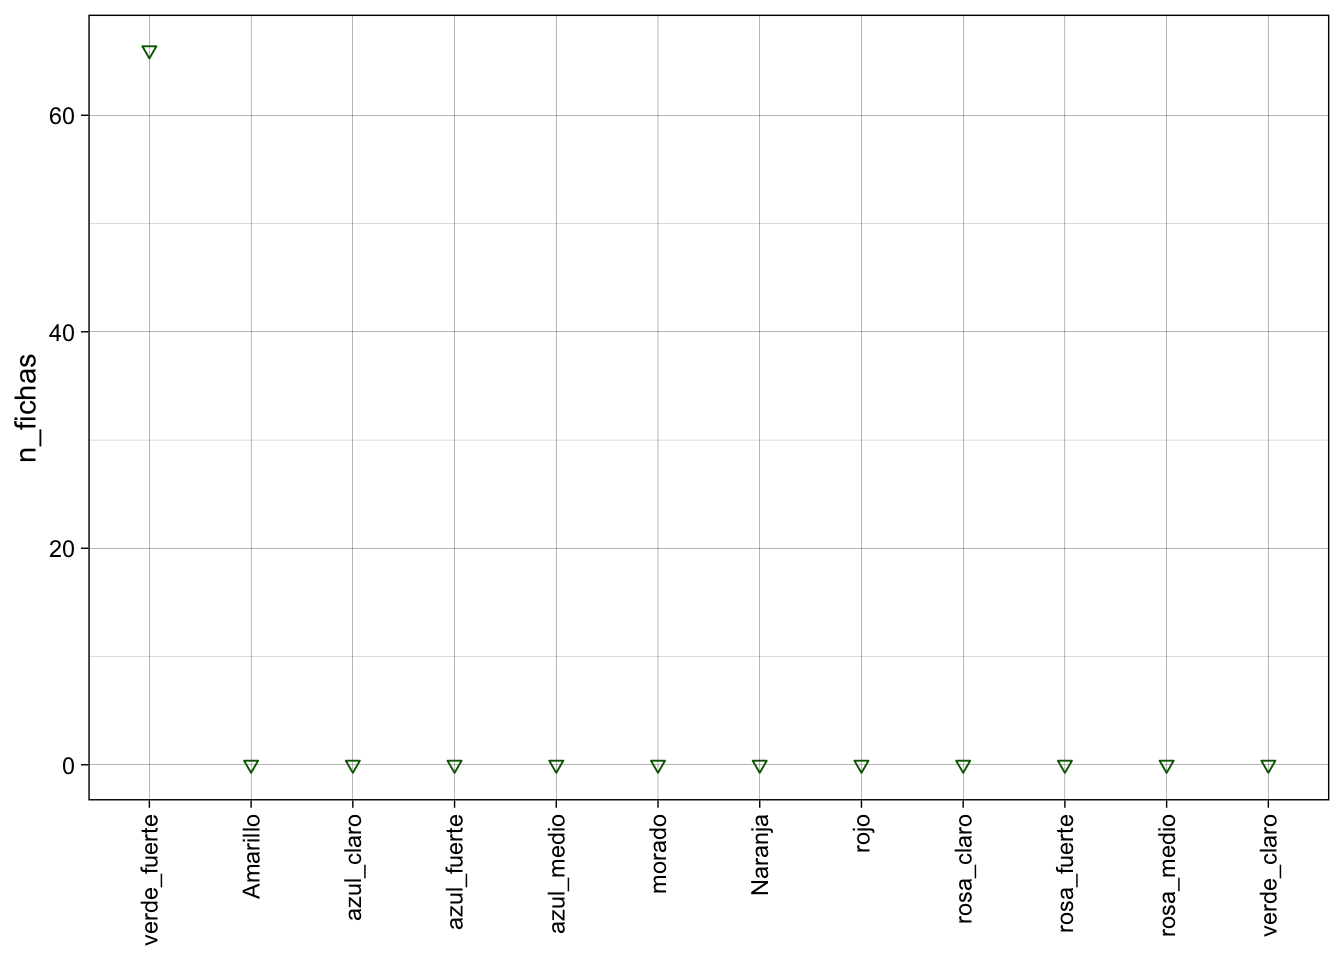 n_fichas
60
40
20
0
verde_fuerte
Amarillo
azul_claro
azul_fuerte
azul_medio
morado
Naranja
rojo
rosa_claro
rosa_fuerte
rosa_medio
verde_claro